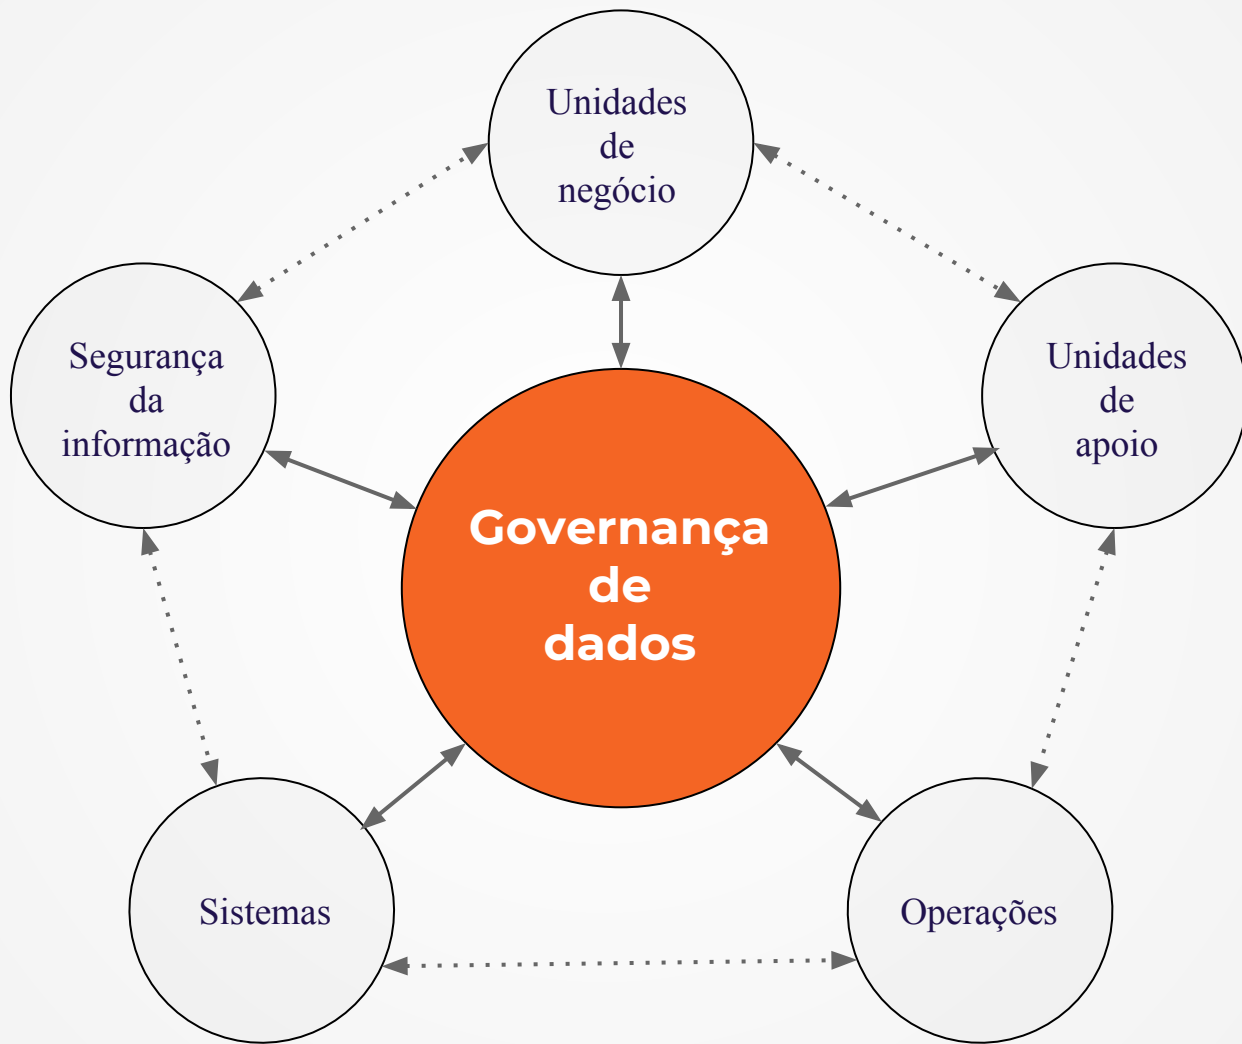 Unidades
de
negócio
Segurança
da
informação
Unidades
de
apoio
Governança
de
dados
Sistemas
Operações